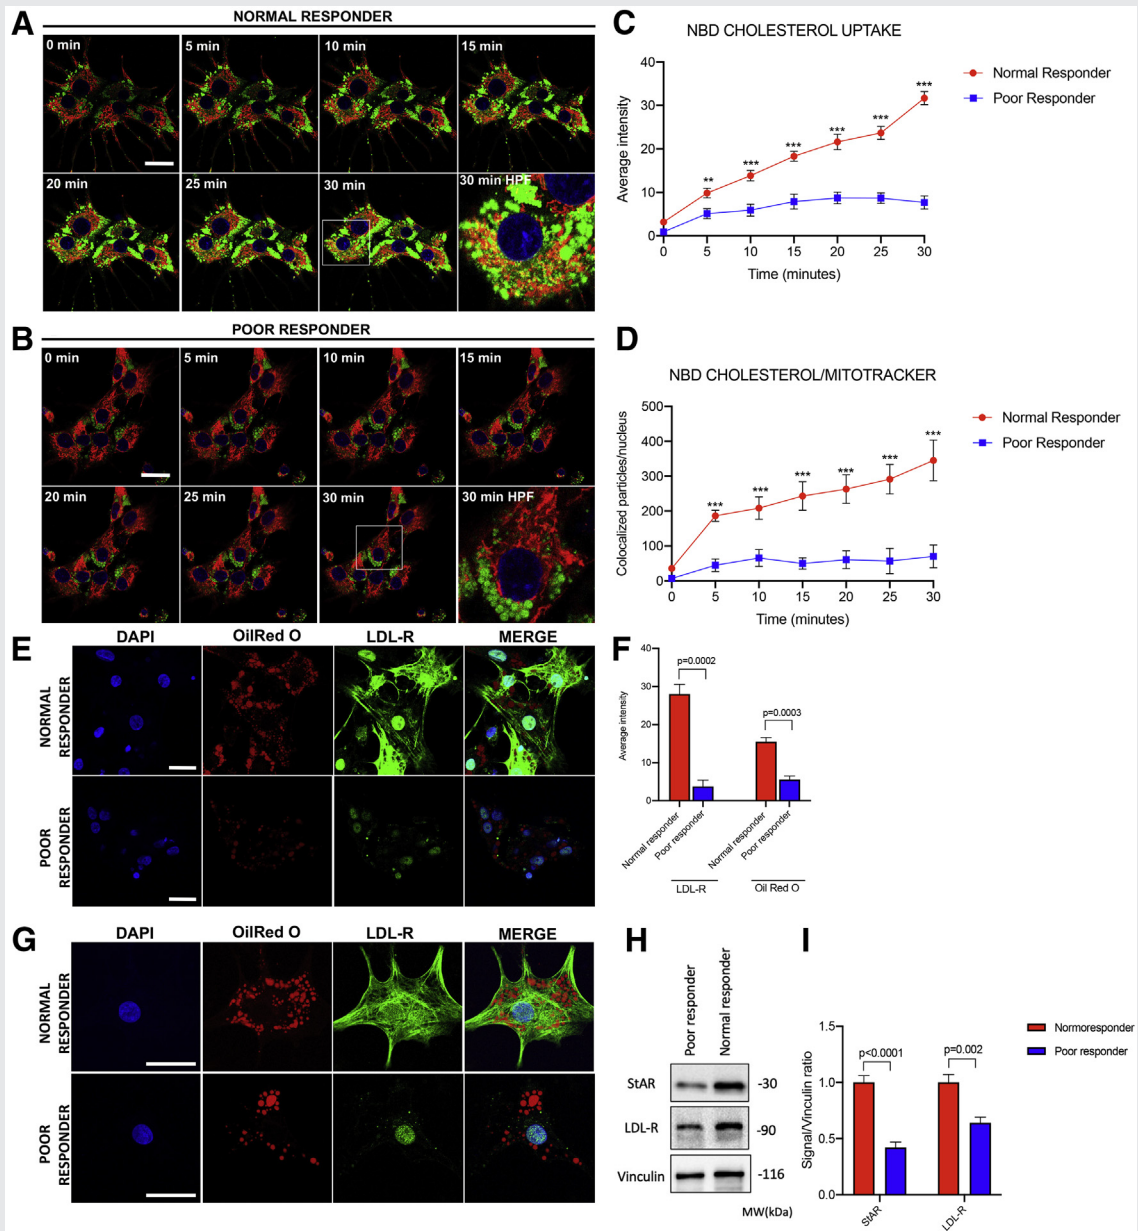 A
NORMAL RESPONDER
0 min
5 min
10 min
15 min
20 min
25 min
30 min
30 min HPF
B
POOR RESPONDER
0 min
5 min
10 min
15 min
20 min
25 min
30 min
30 min HPF
C
NBD CHOLESTEROL UPTAKE
Average intensity
40
30
20
10
0
** *** *** *** *** ***
0 5 10 15 20 25 30
Time (minutes)
Normal Responder
Poor Responder
D
NBD CHOLESTEROL/MITOTRACKER
Colocalized particles/nucleus
500
400
300
200
100
0
*** *** *** *** *** ***
0 5 10 15 20 25 30
Time (minutes)
Normal Responder
Poor Responder
E
DAPI OilRed O LDL-R MERGE
NORMAL RESPONDER
POOR RESPONDER
F
Average intensity
40
30
20
10
0
p=0.0002
p=0.0003
Normal responder
Poor responder
Normal responder
Poor responder
LDL-R
Oil Red O
G
DAPI OilRed O LDL-R MERGE
NORMAL RESPONDER
POOR RESPONDER
H
Poor responder
Normal responder
StAR -30
LDL-R -90
Vinculin -116
MW(kDa)
I
Signal/Vinculin ratio
1.5
1.0
0.5
0.0
p<0.0001
p=0.002
StAR
LDL-R
Normoresponder
Poor responder